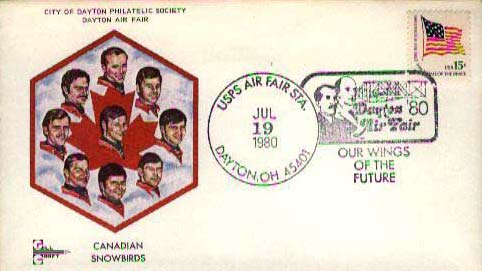 CITY OF DAYTON PHILATELIC SOCIETY
DAYTON AIR FAIR
CANADIAN
SNOWBIRDS
USPS AIR FAIR STA.
JUL
19
1980
DAYTON, OH 45401
Dayton '80
Air Fair
OUR WINGS
OF THE
FUTURE
USA 15c